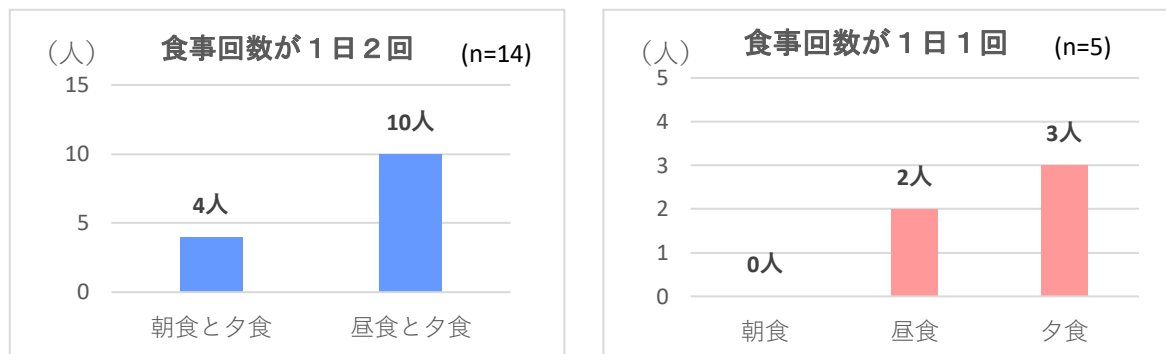 （人）
食事回数が１日２回
(n=14)
15
10
5
0
4人
10人
朝食と夕食
昼食と夕食
（人）
食事回数が１日１回
(n=5)
5
4
3
2
1
0
0人
2人
3人
朝食
昼食
夕食